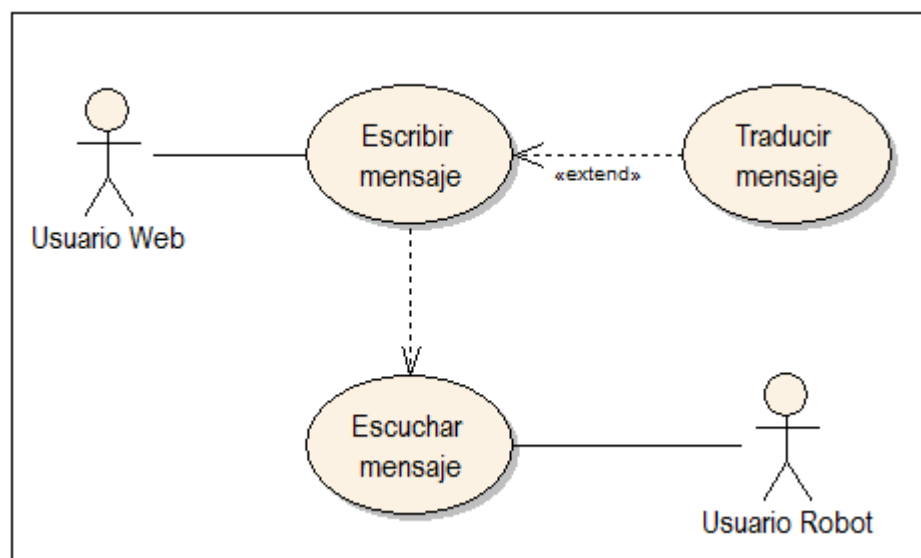 Escribir
mensaje
Traducir
mensaje
«extend»
Usuario Web
Escuchar
mensaje
Usuario Robot